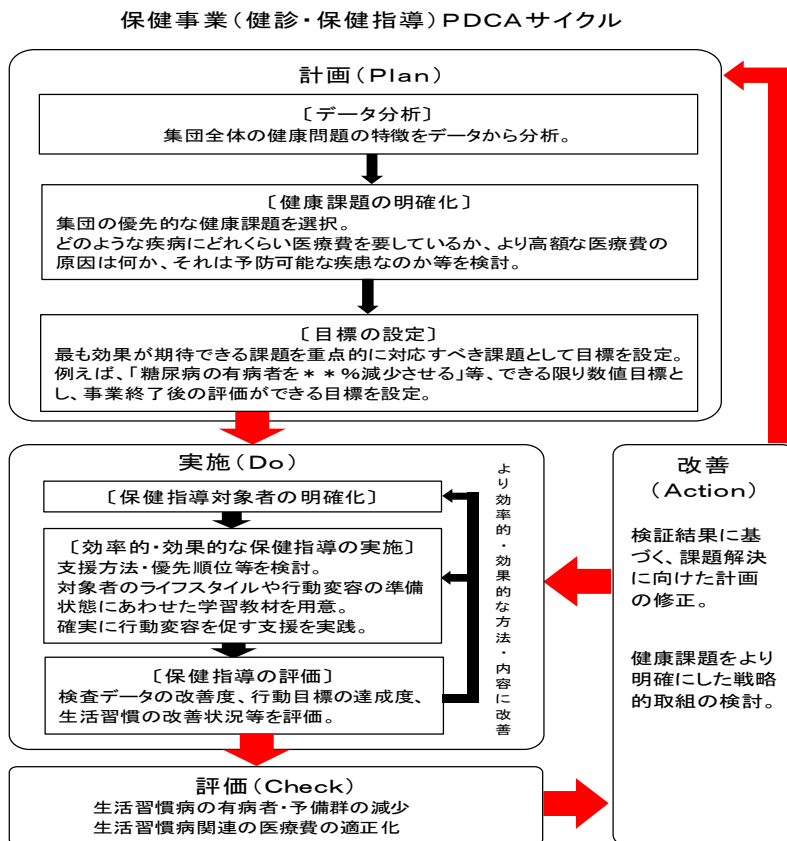 保健事業(健診・保健指導)PDCAサイクル
計画(Plan)
〔データ分析〕
集団全体の健康問題の特徴をデータから分析。
〔健康課題の明確化〕
集団の優先的な健康課題を選択。
どのような疾病にどれくらい医療費を要しているか、より高額な医療費の
原因は何か、それは予防可能な疾患なのか等を検討。
〔目標の設定〕
最も効果が期待できる課題を重点的に対応すべき課題として目標を設定。
例えば、「糖尿病の有病者を**%減少させる」等、できる限り数値目標と
し、事業終了後の評価ができる目標を設定。
実施(Do)
〔保健指導対象者の明確化〕
〔効率的・効果的な保健指導の実施〕
支援方法・優先順位等を検討。
対象者のライフスタイルや行動変容の準備
状態にあわせた学習教材を用意。
確実に行動変容を促す支援を実践。
〔保健指導の評価〕
検査データの改善度、行動目標の達成度、
生活習慣の改善状況等を評価。
より効率的・効果的な方法・内容に改善
評価(Check)
生活習慣病の有病者・予備群の減少
生活習慣病関連の医療費の適正化
改善
(Action)
検証結果に基
づく、課題解決
に向けた計画
の修正。
健康課題をより
明確にした戦略
的取組の検討。